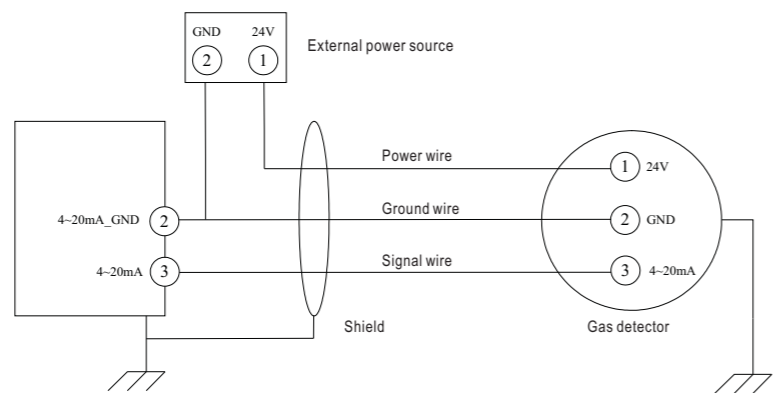 GND 24V
2 1
External power source
Power wire
1 24V
4~20mA_GND 2
Ground wire
2 GND
4~20mA 3
Signal wire
3 4~20mA
Shield
Gas detector